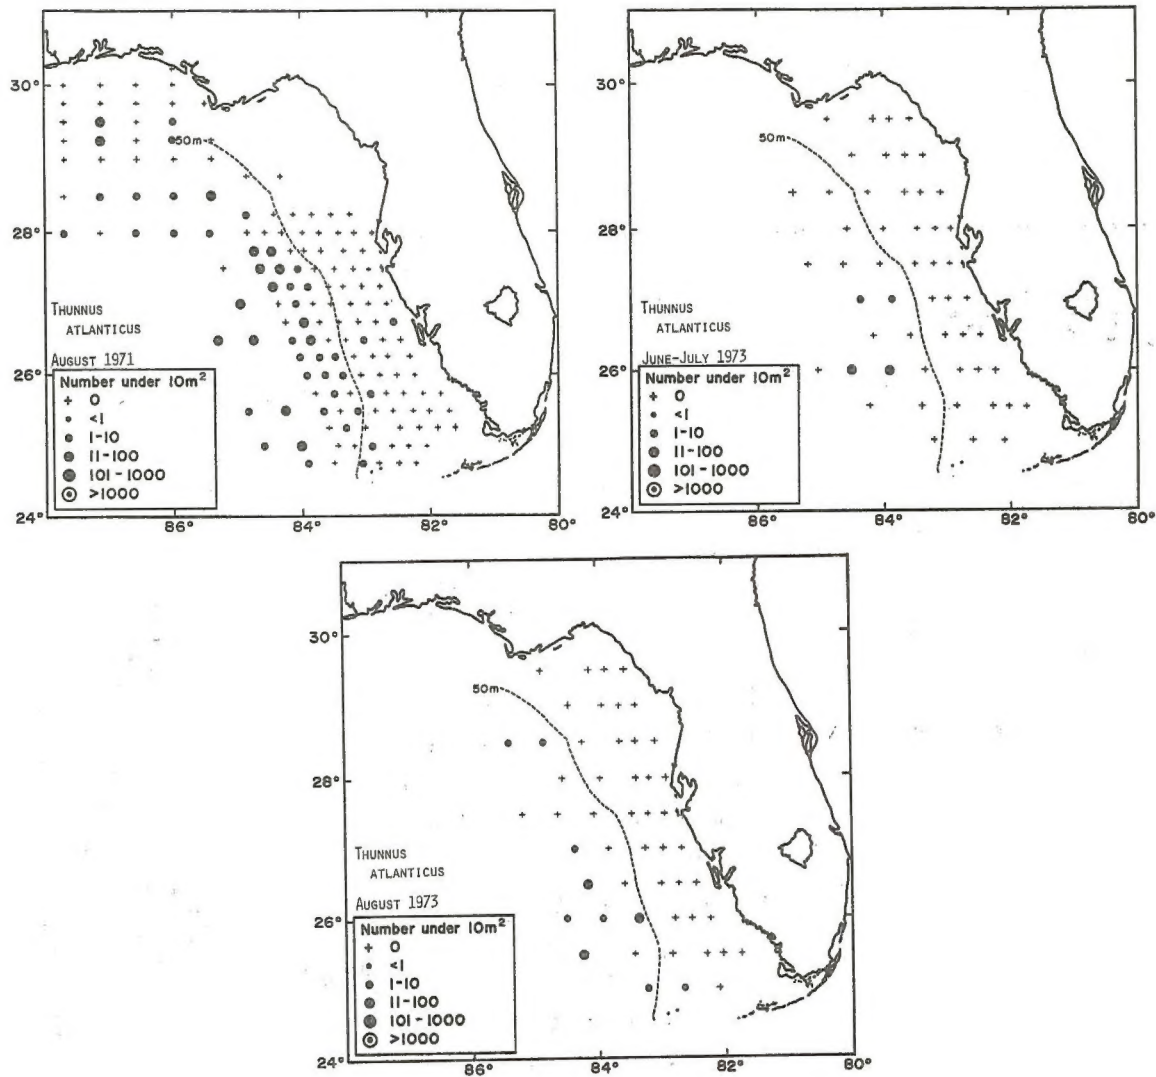 30°
50m
28°
THUNNUS
ATLANTICUS
AUGUST 1971
26°
Number under 10m²
+ 0
<1
1-10
11-100
101-1000
>1000
24°
86°
84°
82°
80°
30°
50m
28°
THUNNUS
ATLANTICUS
JUNE-JULY 1973
26°
Number under 10m²
+ 0
<1
1-10
11-100
101-1000
>1000
24°
86°
84°
82°
80°
30°
50m
28°
THUNNUS
ATLANTICUS
AUGUST 1973
26°
Number under 10m²
+ 0
<1
1-10
11-100
101-1000
>1000
24°
86°
84°
82°
80°